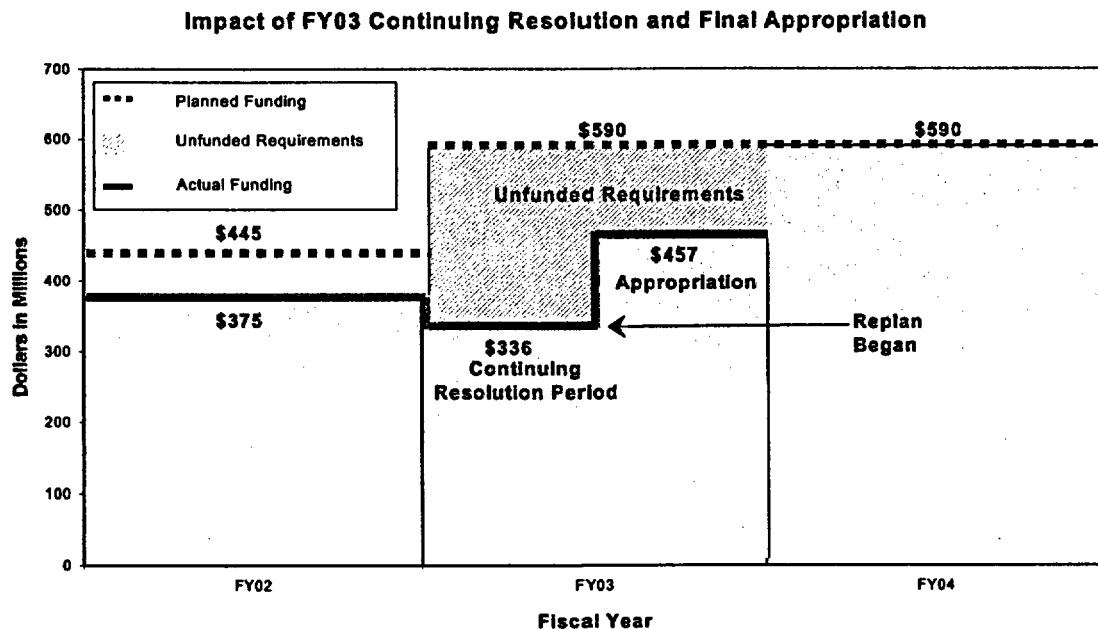 Impact of FY03 Continuing Resolution and Final Appropriation
700
600
500
400
300
200
100
0
Dollars in Millions
Planned Funding
Unfunded Requirements
Actual Funding
$445
$375
$590
Unfunded Requirements
$457
Appropriation
$336
Continuing
Resolution Period
$590
Replan
Began
FY02
FY03
FY04
Fiscal Year